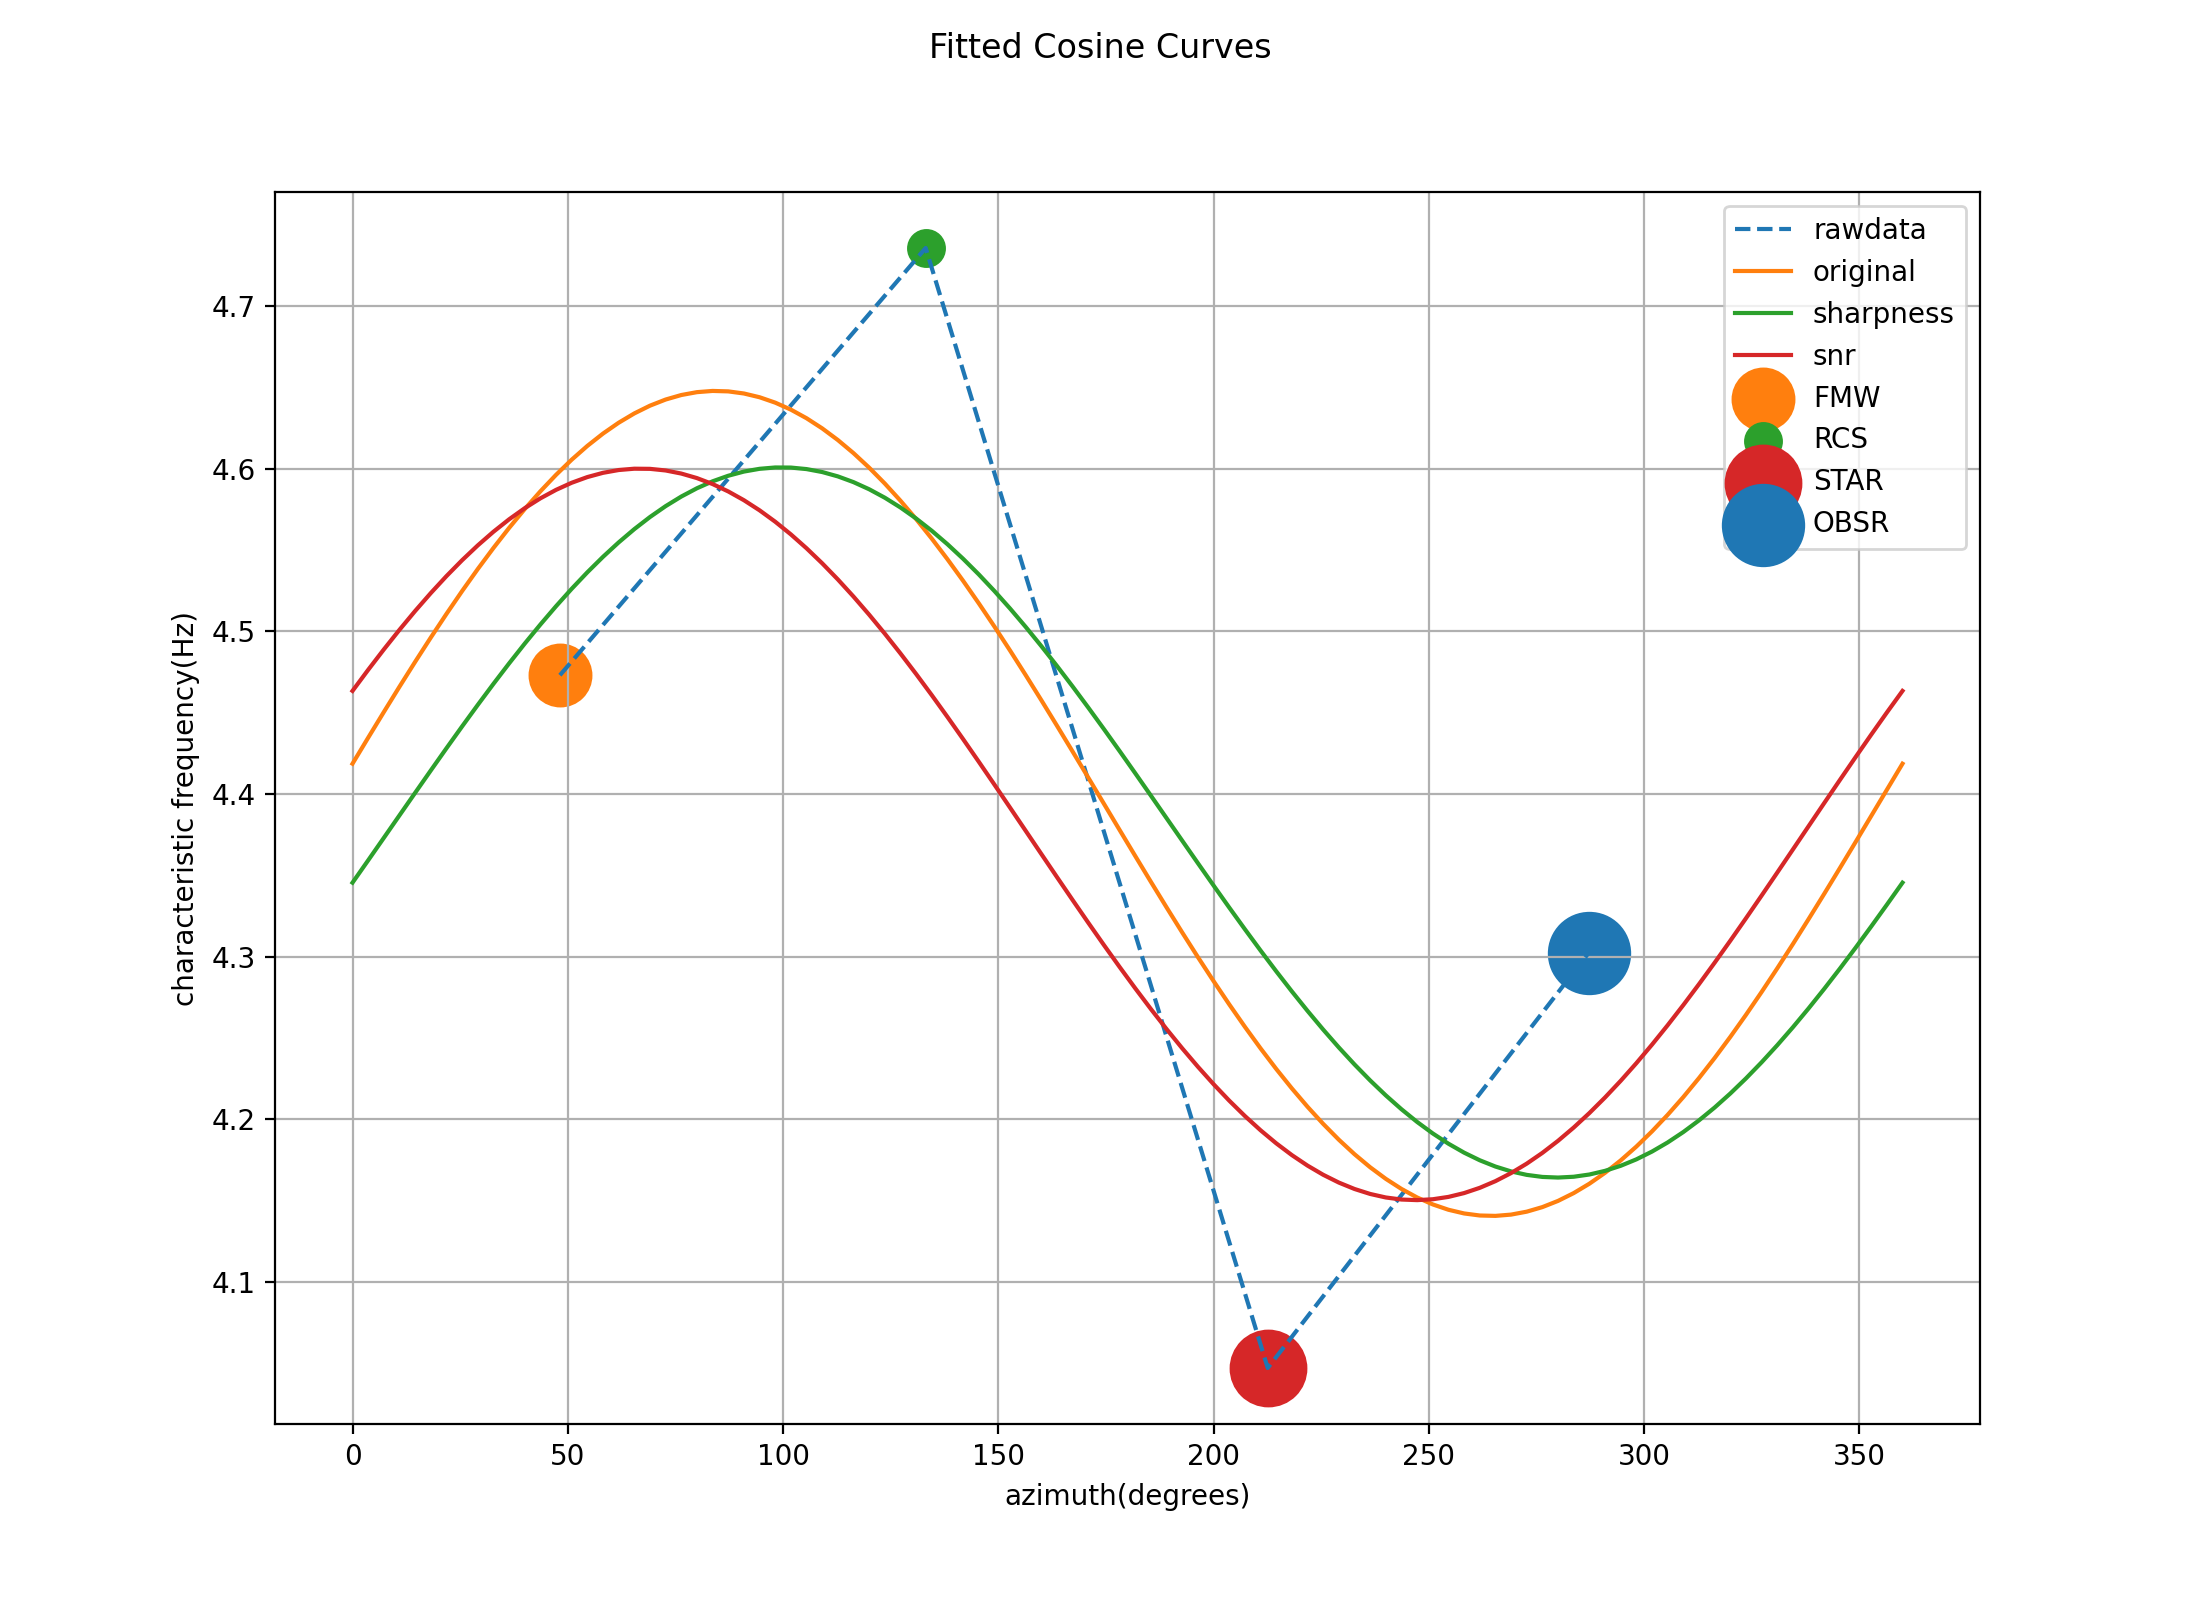 Fitted Cosine Curves
rawdata
original
sharpness
snr
FMW
RCS
STAR
OBSR
characteristic frequency(Hz)
4.7
4.6
4.5
4.4
4.3
4.2
4.1
0 50 100 150 200 250 300 350
azimuth(degrees)